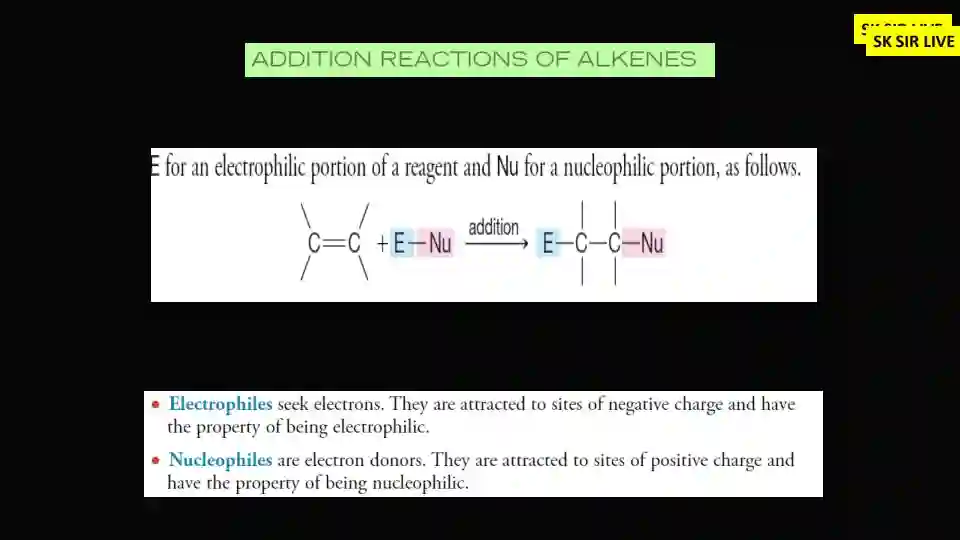 SK SIR LIVE
SK SIR LIVE
ADDITION REACTIONS OF ALKENES
E for an electrophilic portion of a reagent and Nu for a nucleophilic portion, as follows.
C=C + E—Nu addition E—C—C—Nu
• Electrophiles seek electrons. They are attracted to sites of negative charge and have
the property of being electrophilic.
• Nucleophiles are electron donors. They are attracted to sites of positive charge and
have the property of being nucleophilic.